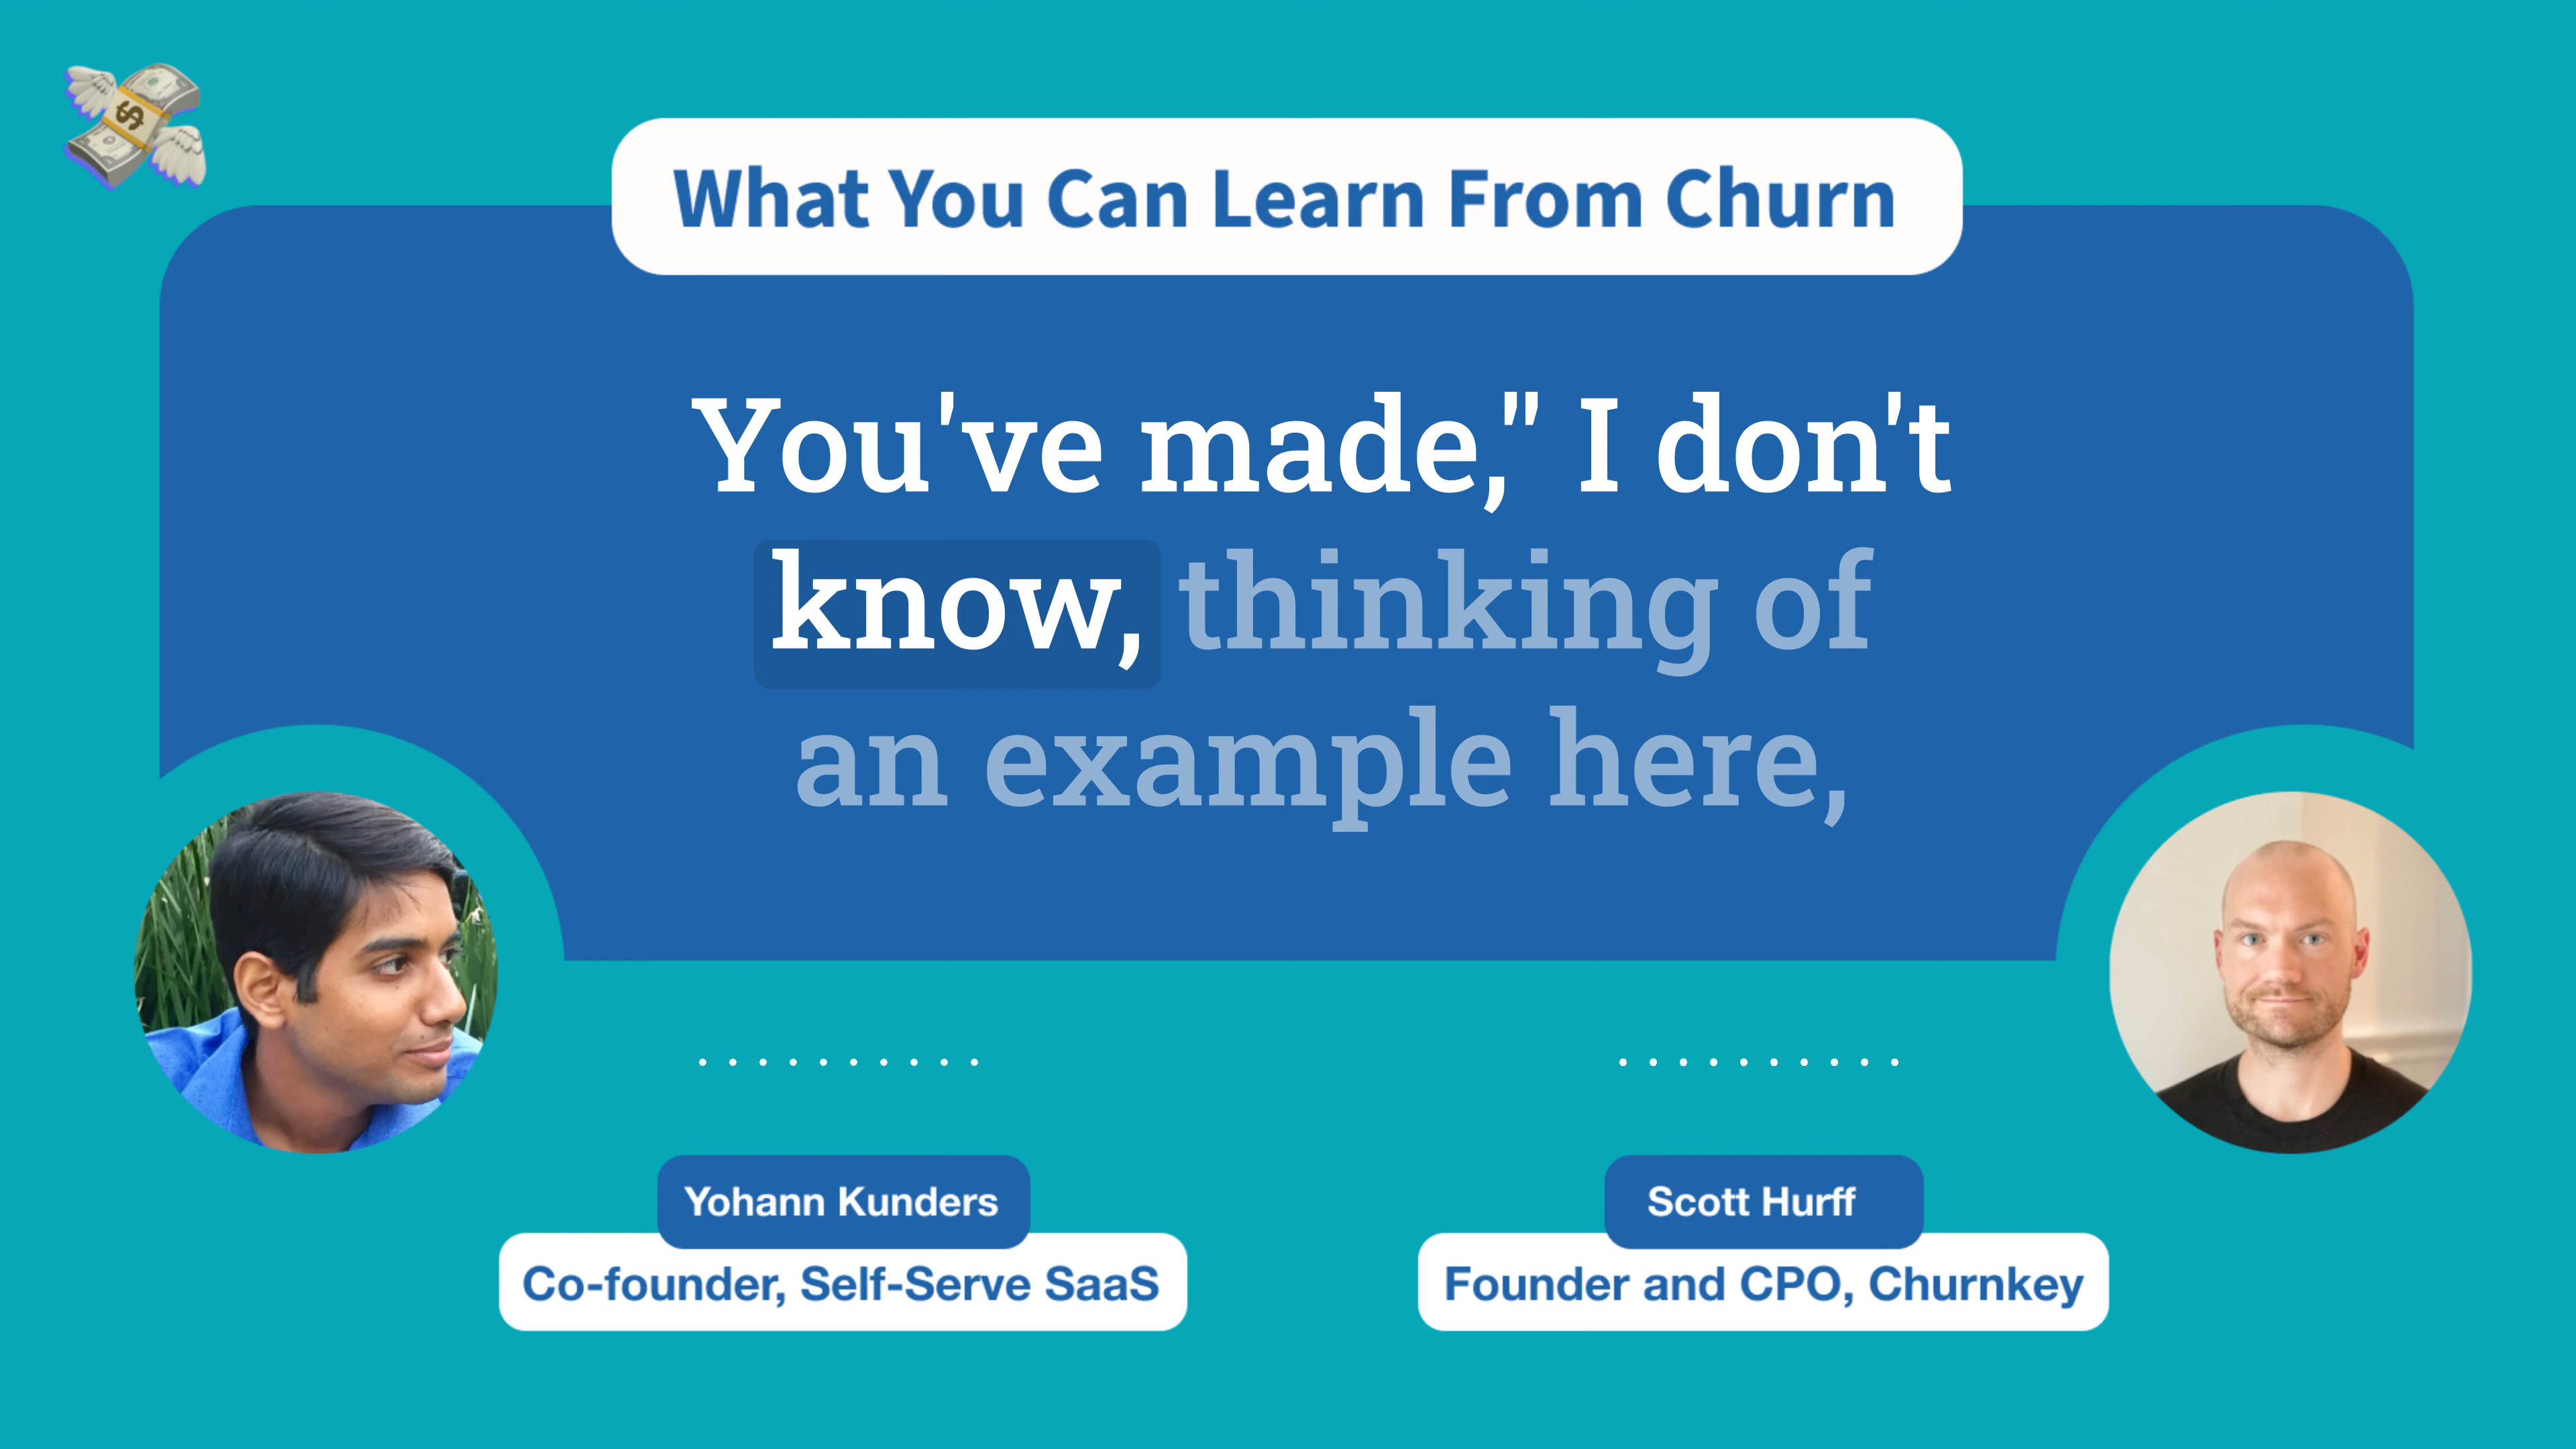 What You Can Learn From Churn
You've made," I don't
know, thinking of
an example here,
Yohann Kunders
Co-founder, Self-Serve SaaS
Scott Hurff
Founder and CPO, Churnkey